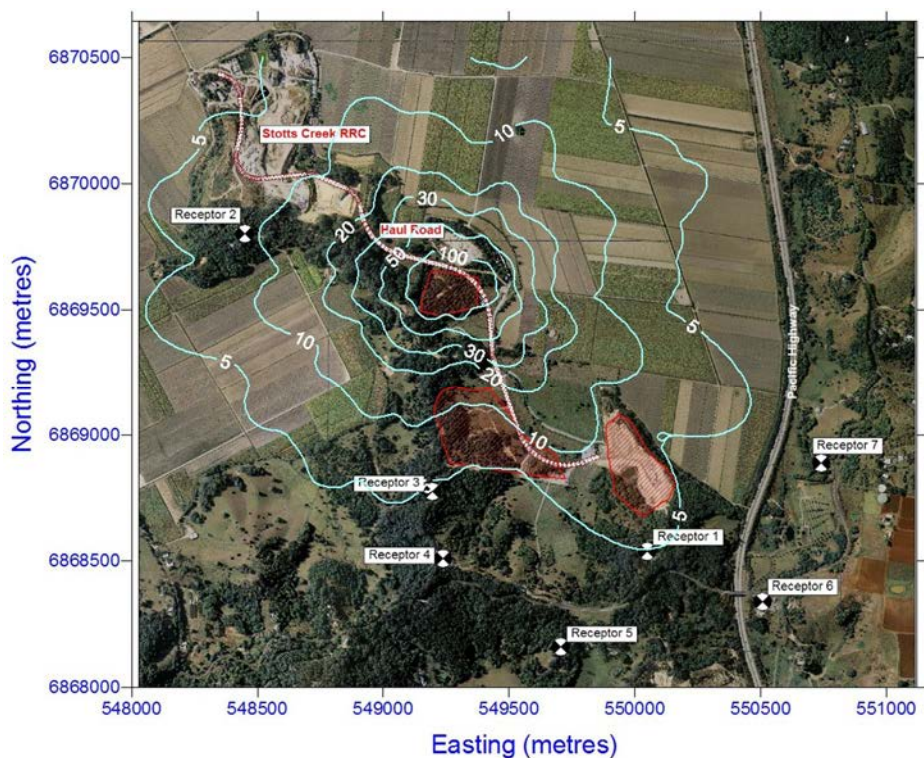 6870500
6870000
6869500
6869000
6868500
6868000
Northing (metres)
548000
548500
549000
549500
550000
550500
551000
Easting (metres)
Stotts Creek RRC
Haul Road
Pacific Highway
Receptor 2
Receptor 3
Receptor 4
Receptor 5
Receptor 1
Receptor 6
Receptor 7
5
10
5
30
20
100
50
10
5
30
20
10
5
5